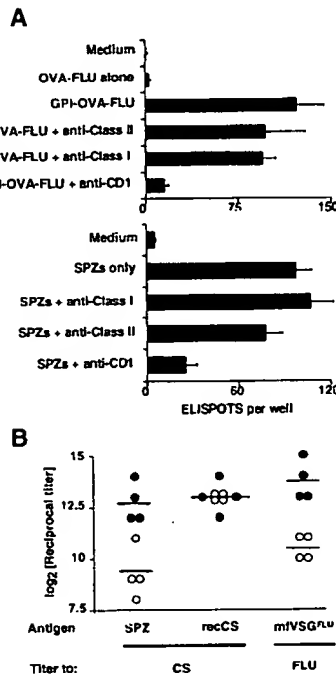 A
Medium
OVA-FLU alone
GPI-OVA-FLU
VA-FLU + anti-Class II
VA-FLU + anti-Class I
I-OVA-FLU + anti-CD1
0 75 150
Medium
SPZs only
SPZs + anti-Class I
SPZs + anti-Class II
SPZs + anti-CD1
0 60 120
ELISPOTS per well
B
log2 [Reciprocal titer]
15
12.5
10
7.5
Antigen SPZ recCS mfVSGFLU
Titer to: CS FLU